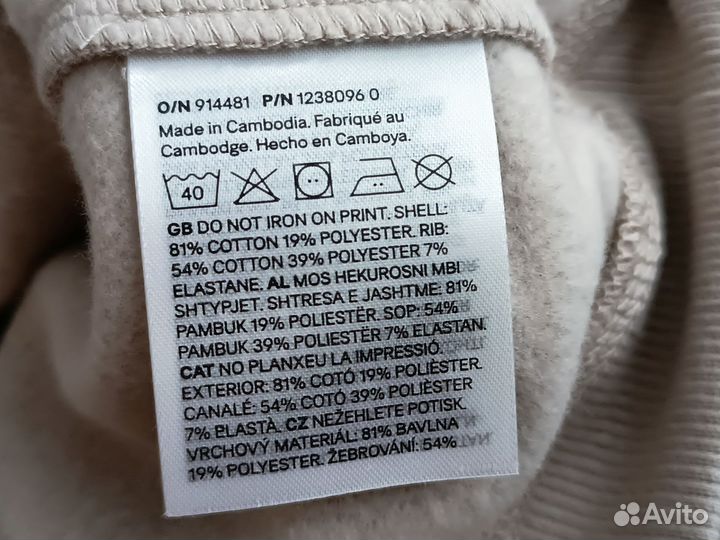 O/N 914481 P/N 1238096 0
Made in Cambodia. Fabriqué au
Cambodge. Hecho en Camboya.
40
GB DO NOT IRON ON PRINT. SHELL:
81% COTTON 19% POLYESTER. RIB:
54% COTTON 39% POLYESTER 7%
ELASTANE. AL MOS HEKUROSNI MBI
SHTYPJET. SHTRESA E JASHTME: 81%
PAMBUK 19% POLIESTËR. SOP: 54%
PAMBUK 39% POLIESTËR 7% ELASTAN.
CAT NO PLANXEU LA IMPRESSIÓ.
EXTERIOR: 81% COTÓ 19% POLIÈSTER.
CANALÉ: 54% COTÓ 39% POLIÈSTER
7% ELASTÀ. CZ NEŽEHLETE POTISK.
VRCHOVÝ MATERIÁL: 81% BAVLNA
19% POLYESTER. ŽEBROVÁNÍ: 54%
Avito